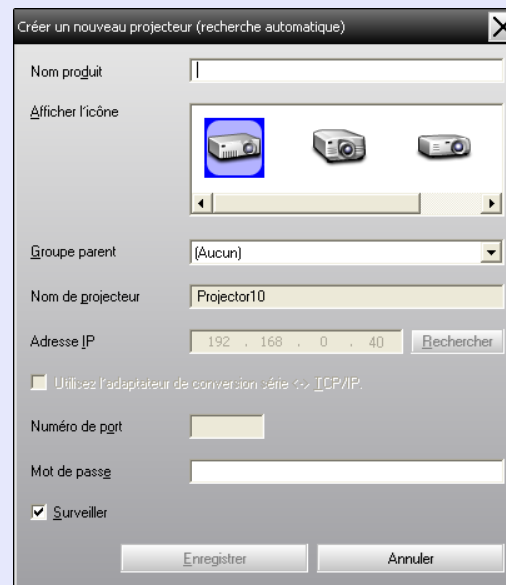 Créer un nouveau projecteur (recherche automatique)
Nom produit
Afficher l'icône
Groupe parent (Aucun)
Nom de projecteur Projector10
Adresse IP 192 . 168 . 0 . 40 Rechercher
Utilisez l'adaptateur de conversion série <-> TCP/IP.
Numéro de port
Mot de passe
Surveiller
Enregistrer Annuler